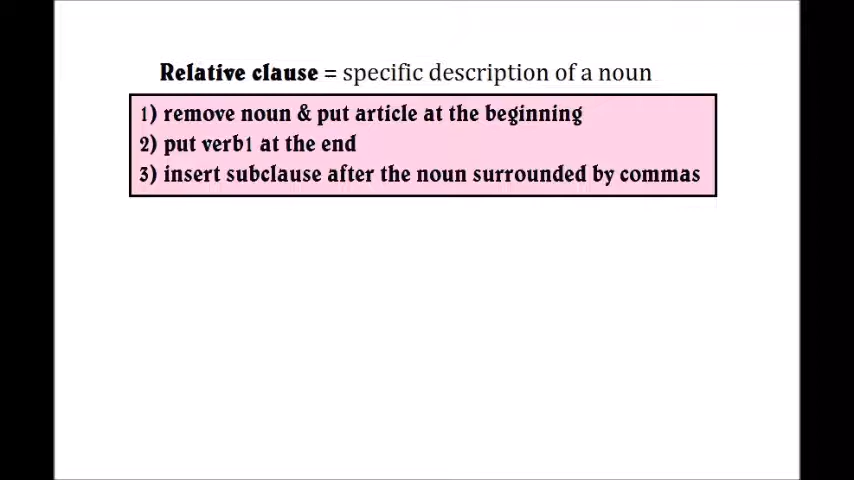 Relative clause = specific description of a noun
1) remove noun & put article at the beginning
2) put verb1 at the end
3) insert subclause after the noun surrounded by commas